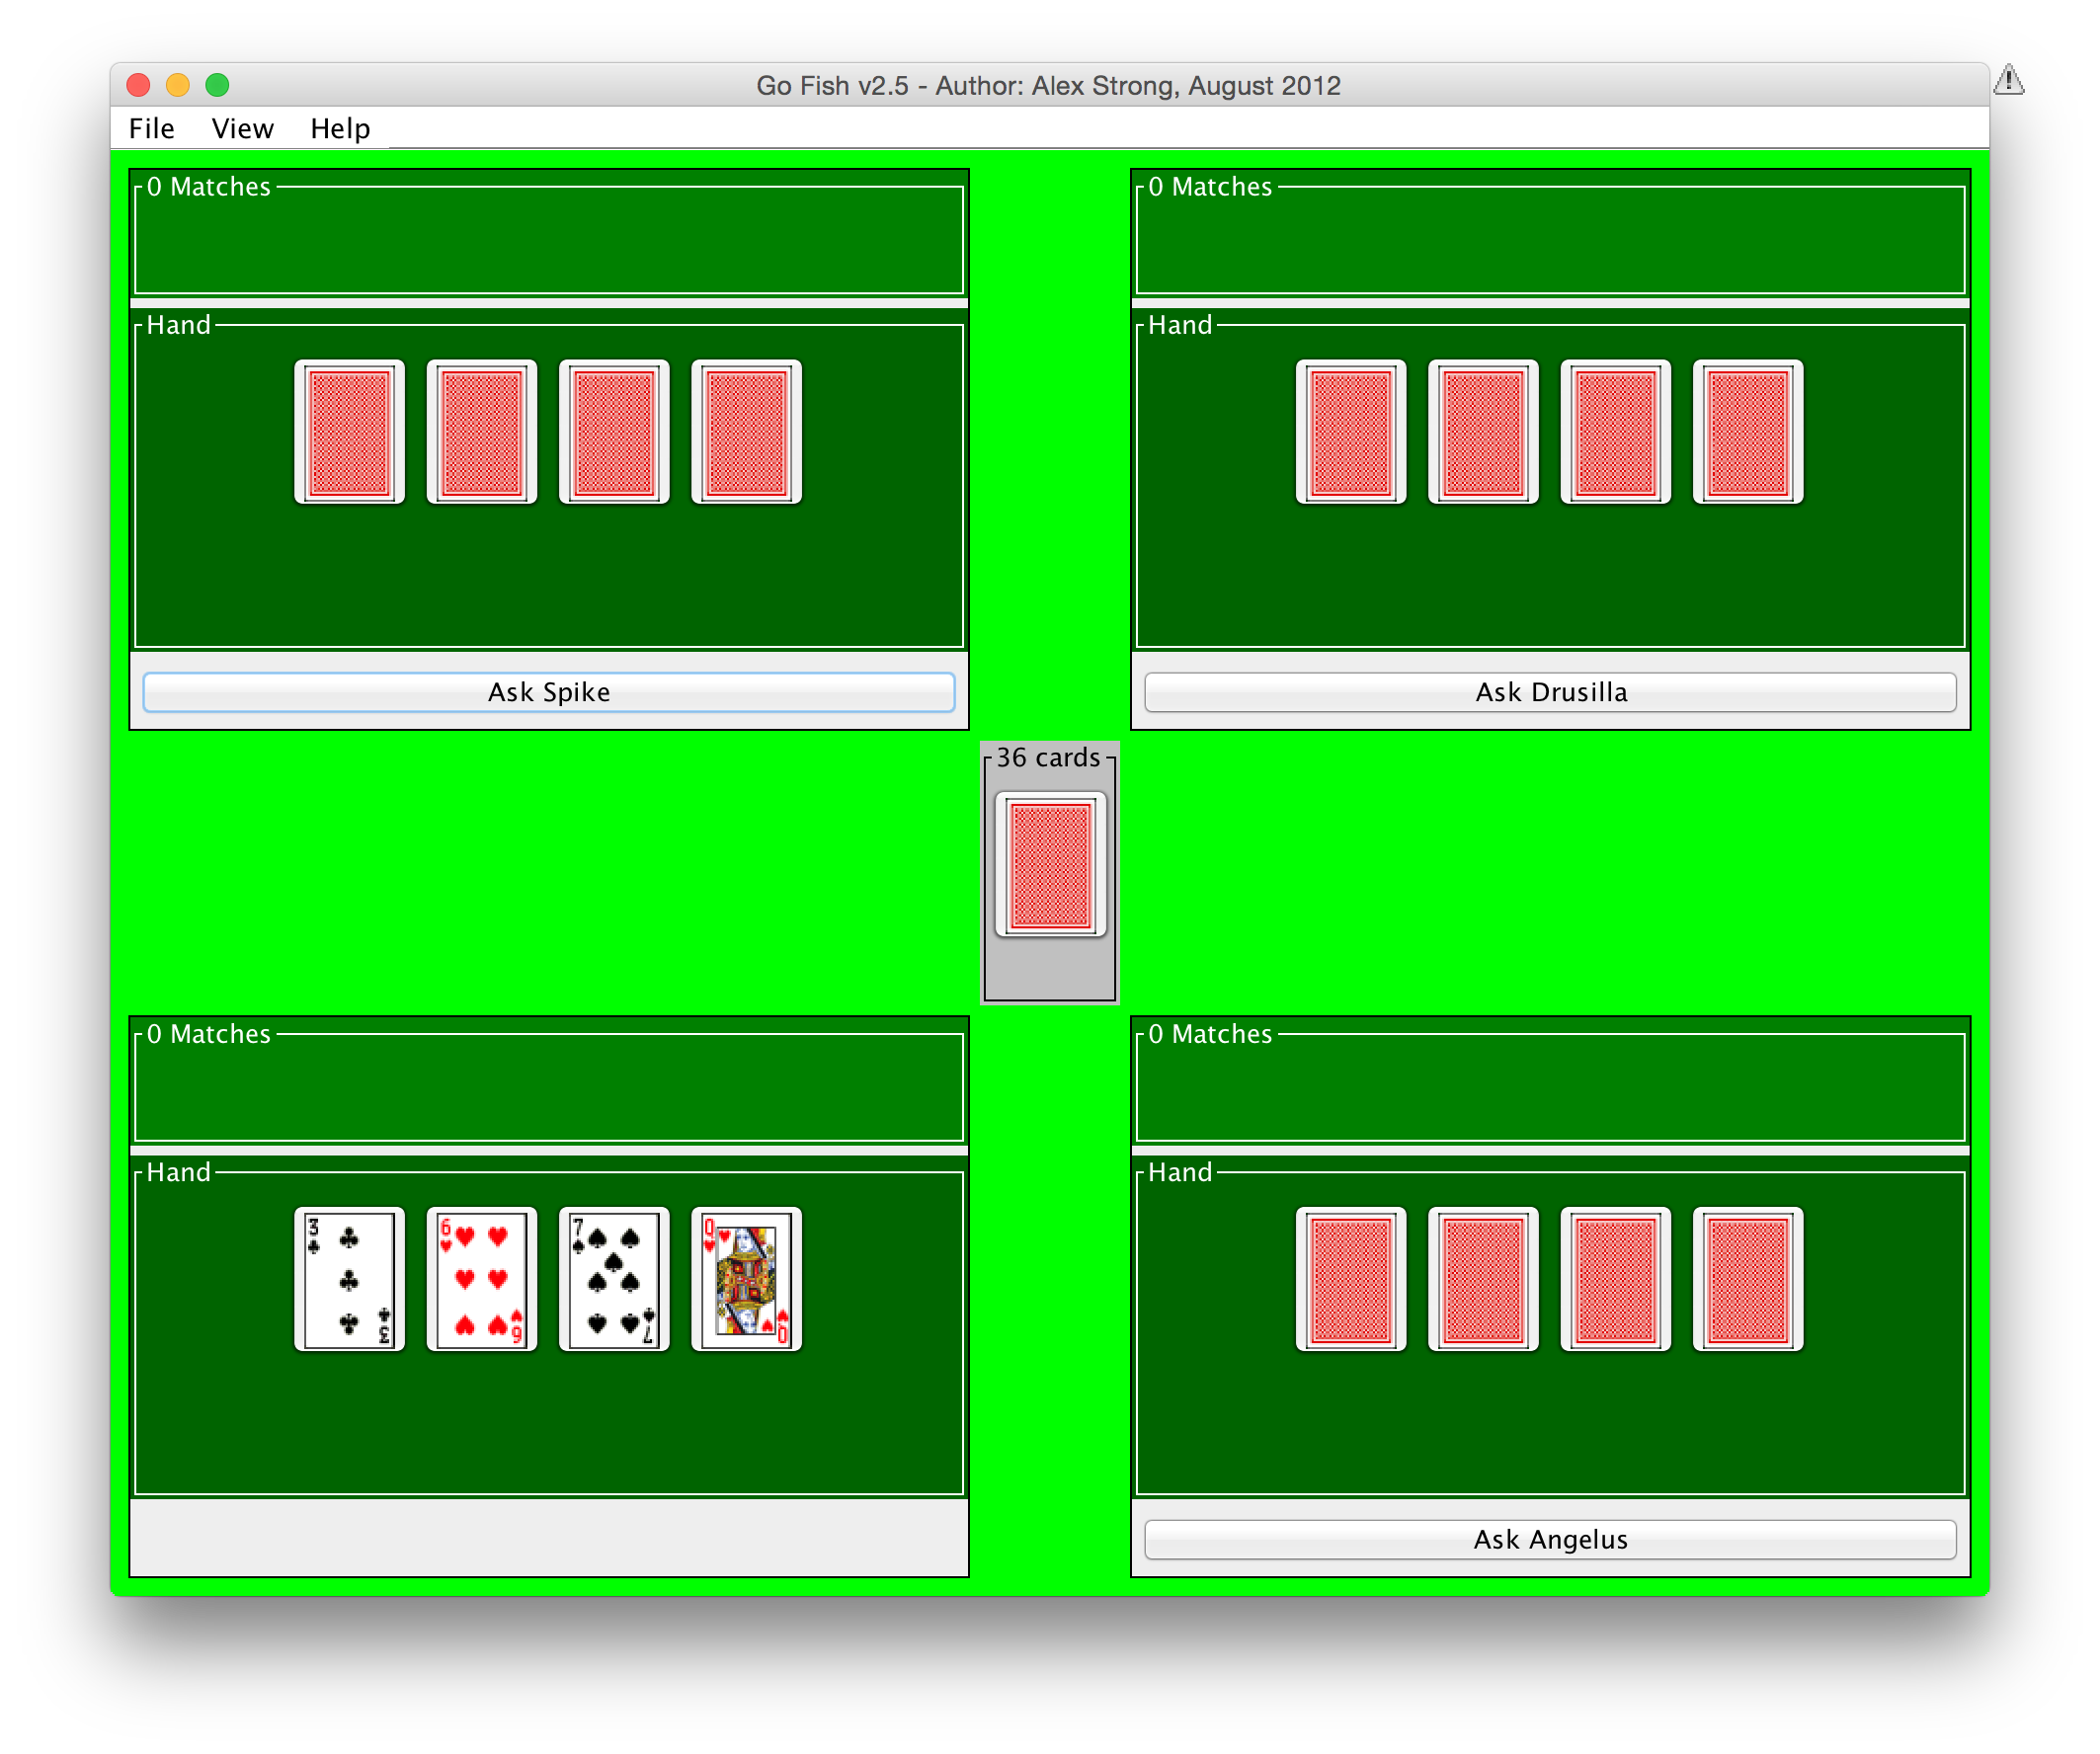 Go Fish v2.5 - Author: Alex Strong, August 2012
File View Help
0 Matches
0 Matches
Hand
Hand
Ask Spike
Ask Drusilla
36 cards
0 Matches
0 Matches
Hand
Hand
3 6 7 Q
3 6 7 Q
Ask Angelus